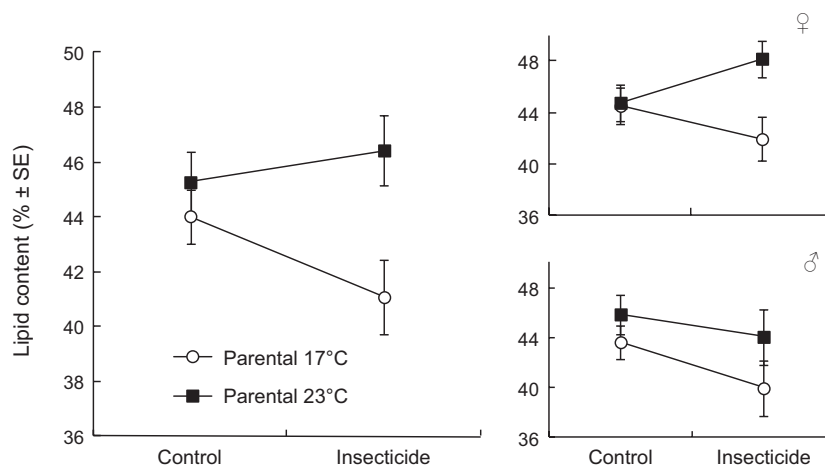 Lipid content (% ± SE)
50
48
46
44
42
40
38
36
Parental 17°C
Parental 23°C
Control
Insecticide
♀
48
44
40
36
♂
48
44
40
36
Control
Insecticide